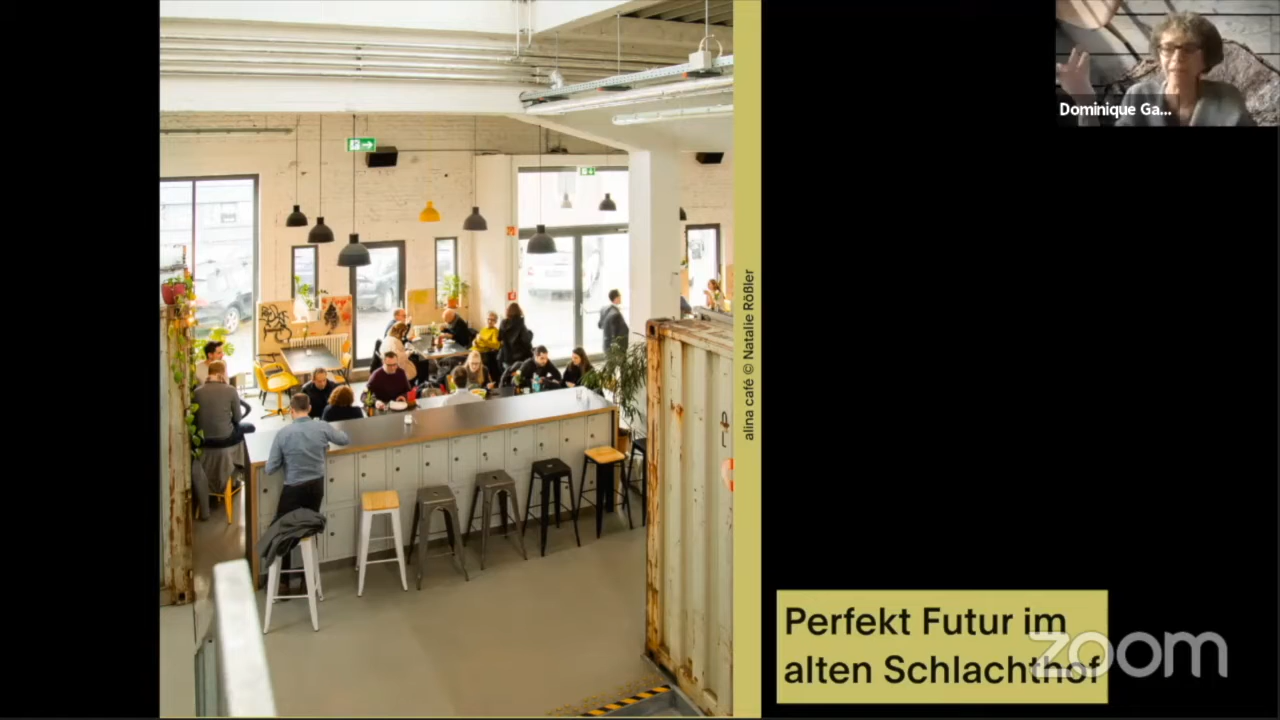 Dominique Ga...
alina café © Natalie Rößler
Perfekt Futur im
alten Schlachthof
zoom